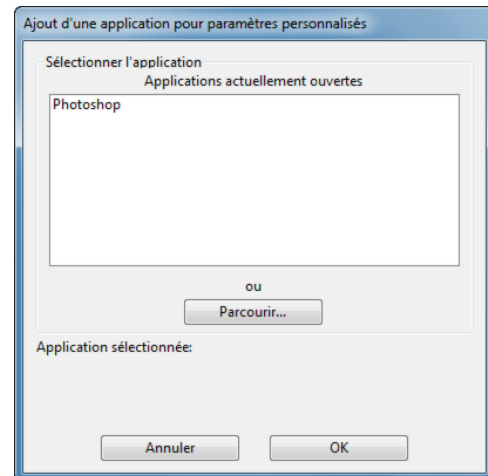 Ajout d'une application pour paramètres personnalisés
Sélectionner l'application
Applications actuellement ouvertes
Photoshop
ou
Parcourir...
Application sélectionnée:
Annuler OK